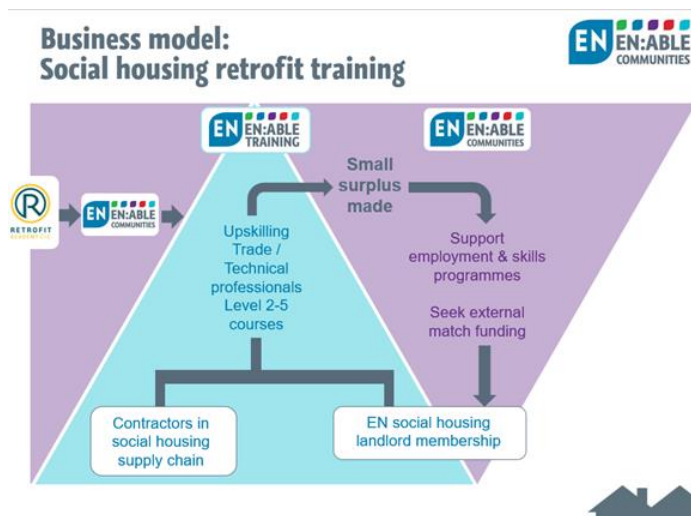 Business model:
Social housing retrofit training
EN EN:ABLE
COMMUNITIES
EN EN:ABLE
TRAINING
EN EN:ABLE
COMMUNITIES
R
RETROFIT
ACADEMY CIC
EN EN:ABLE
COMMUNITIES
Small
surplus
made
Upskilling
Trade /
Technical
professionals
Level 2-5
courses
Support
employment & skills
programmes
Seek external
match funding
Contractors in
social housing
supply chain
EN social housing
landlord membership